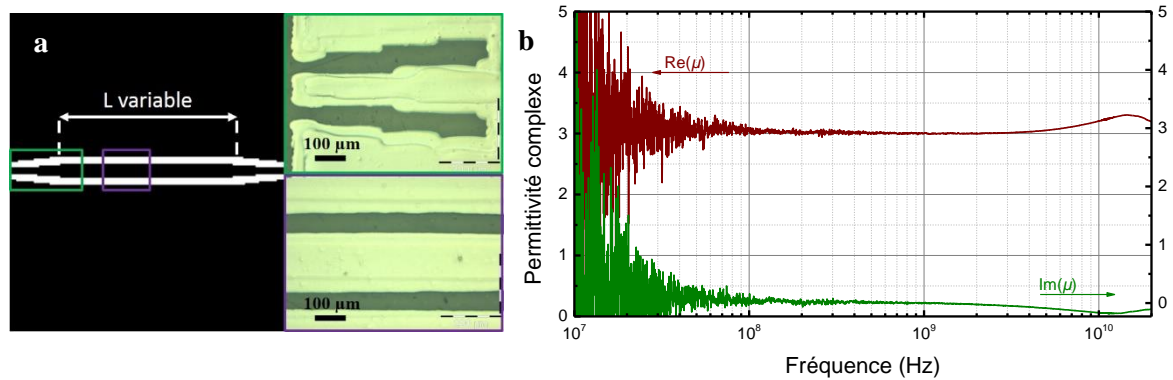 a
L variable
100 µm
100 µm
b
Permittivité complexe
5
4
3
2
1
0
Re(µ)
Im(µ)
5
3
2
1
0
10⁷
10⁸
10⁹
10¹⁰
Fréquence (Hz)